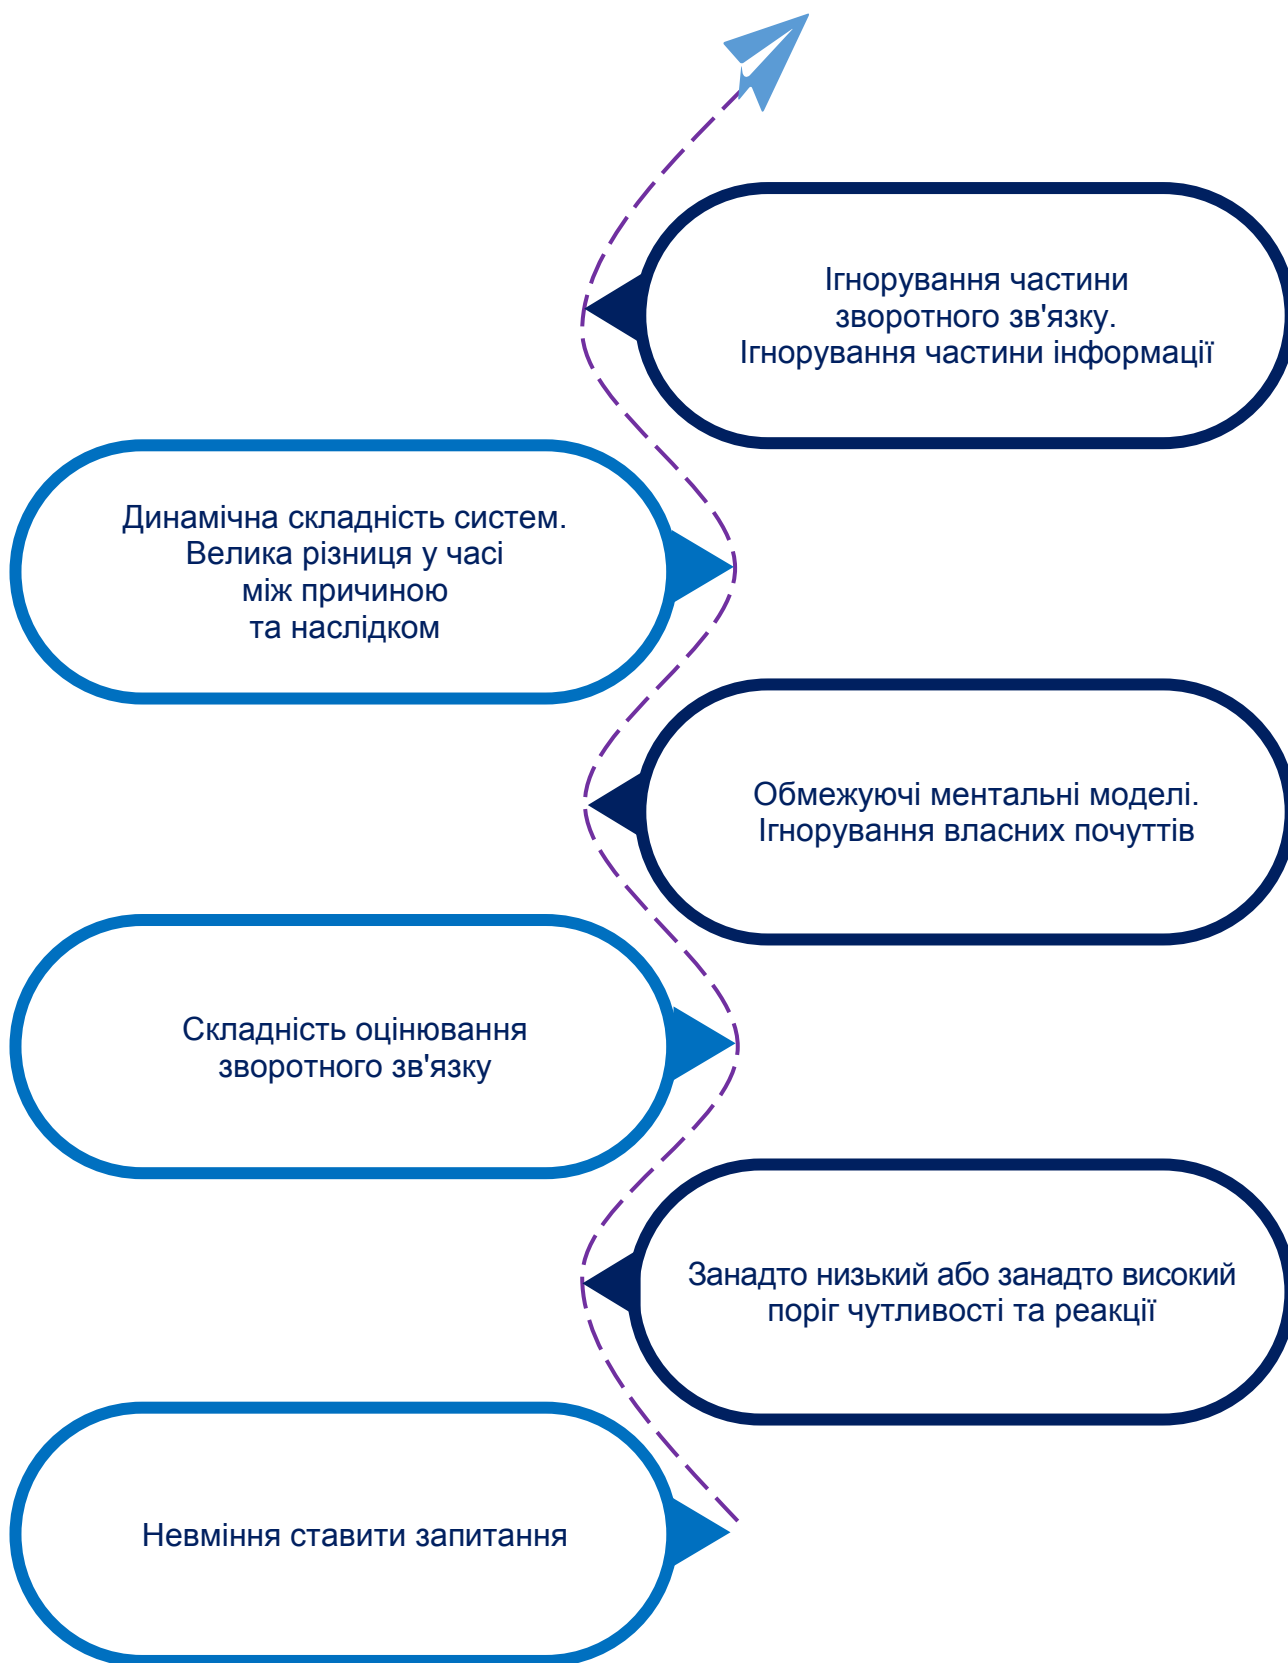 Ігнорування частини
зворотного зв'язку.
Ігнорування частини інформації
Динамічна складність систем.
Велика різниця у часі
між причиною
та наслідком
Обмежуючі ментальні моделі.
Ігнорування власних почуттів
Складність оцінювання
зворотного зв'язку
Занадто низький або занадто високий
поріг чутливості та реакції
Невміння ставити запитання